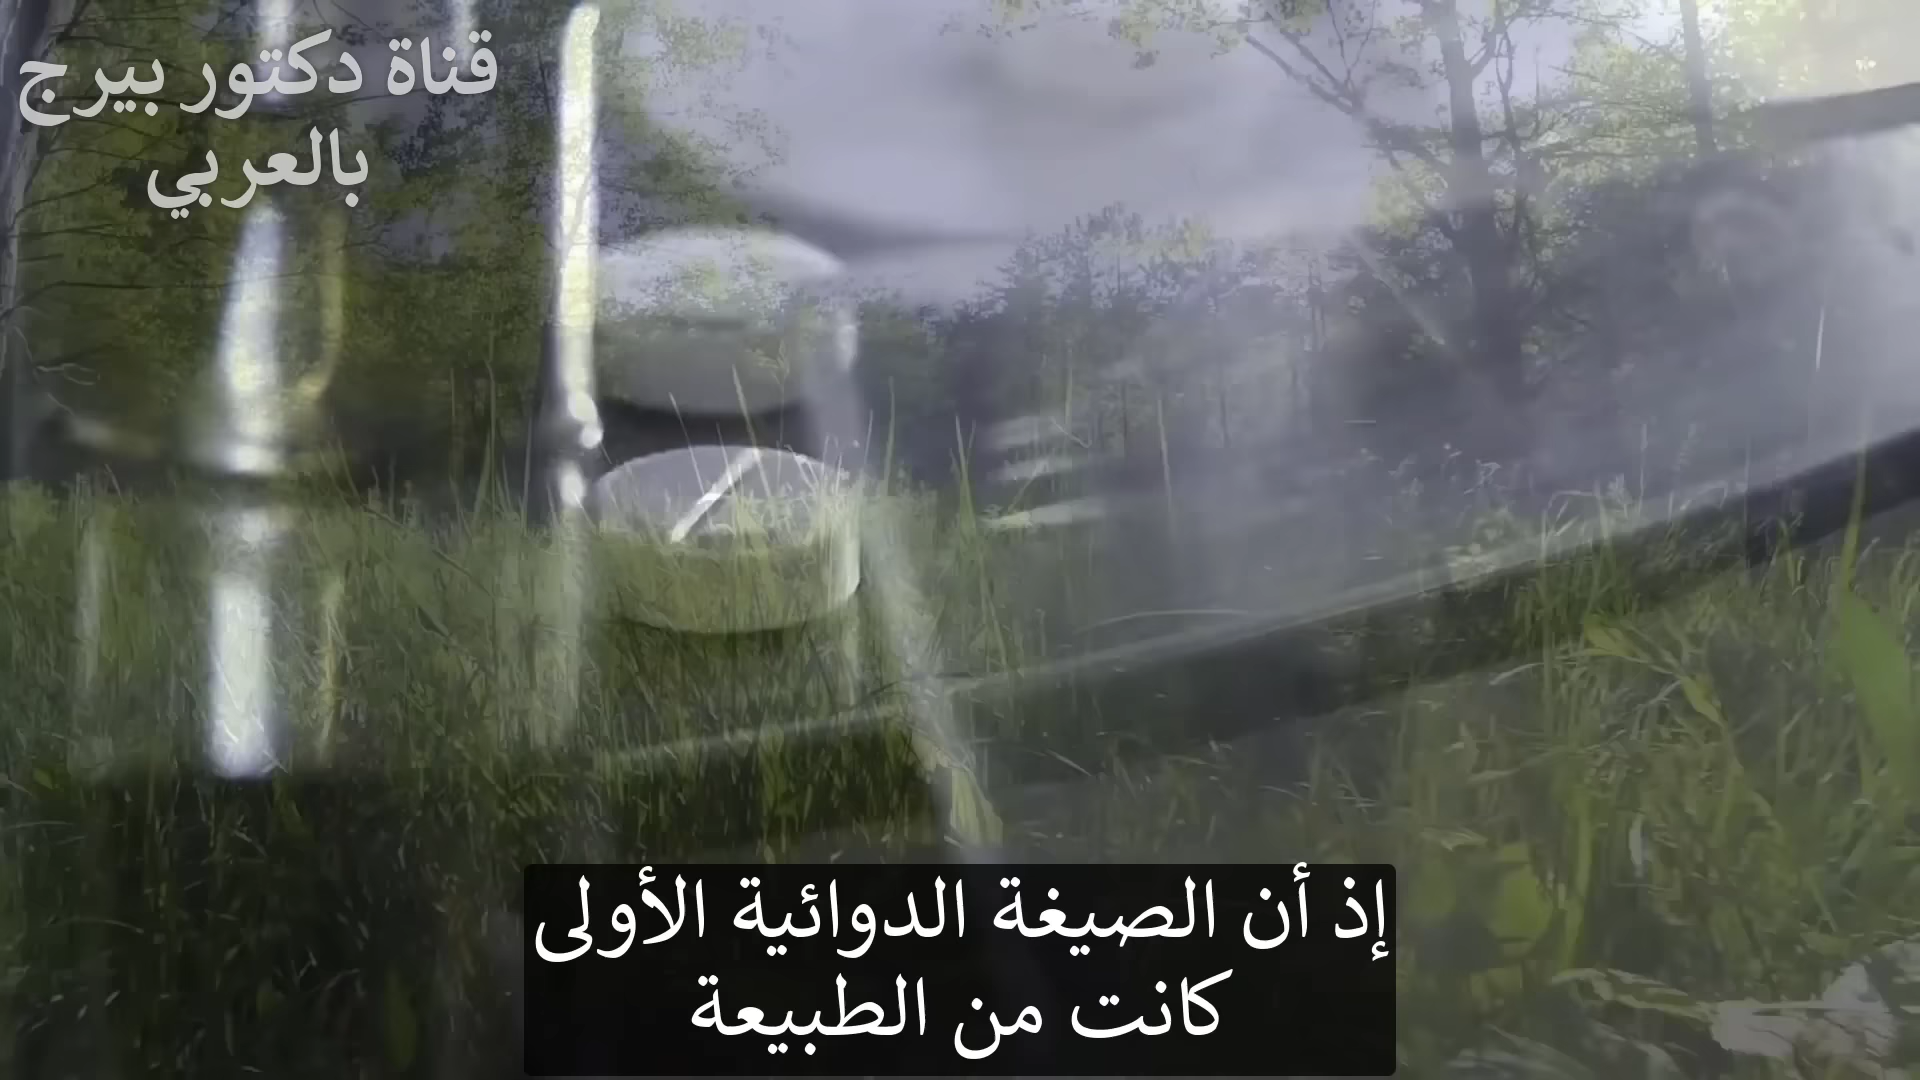 قناة دكتور بيرج
بالعربي
إذ أن الصيغة الدوائية الأولى
كانت من الطبيعة